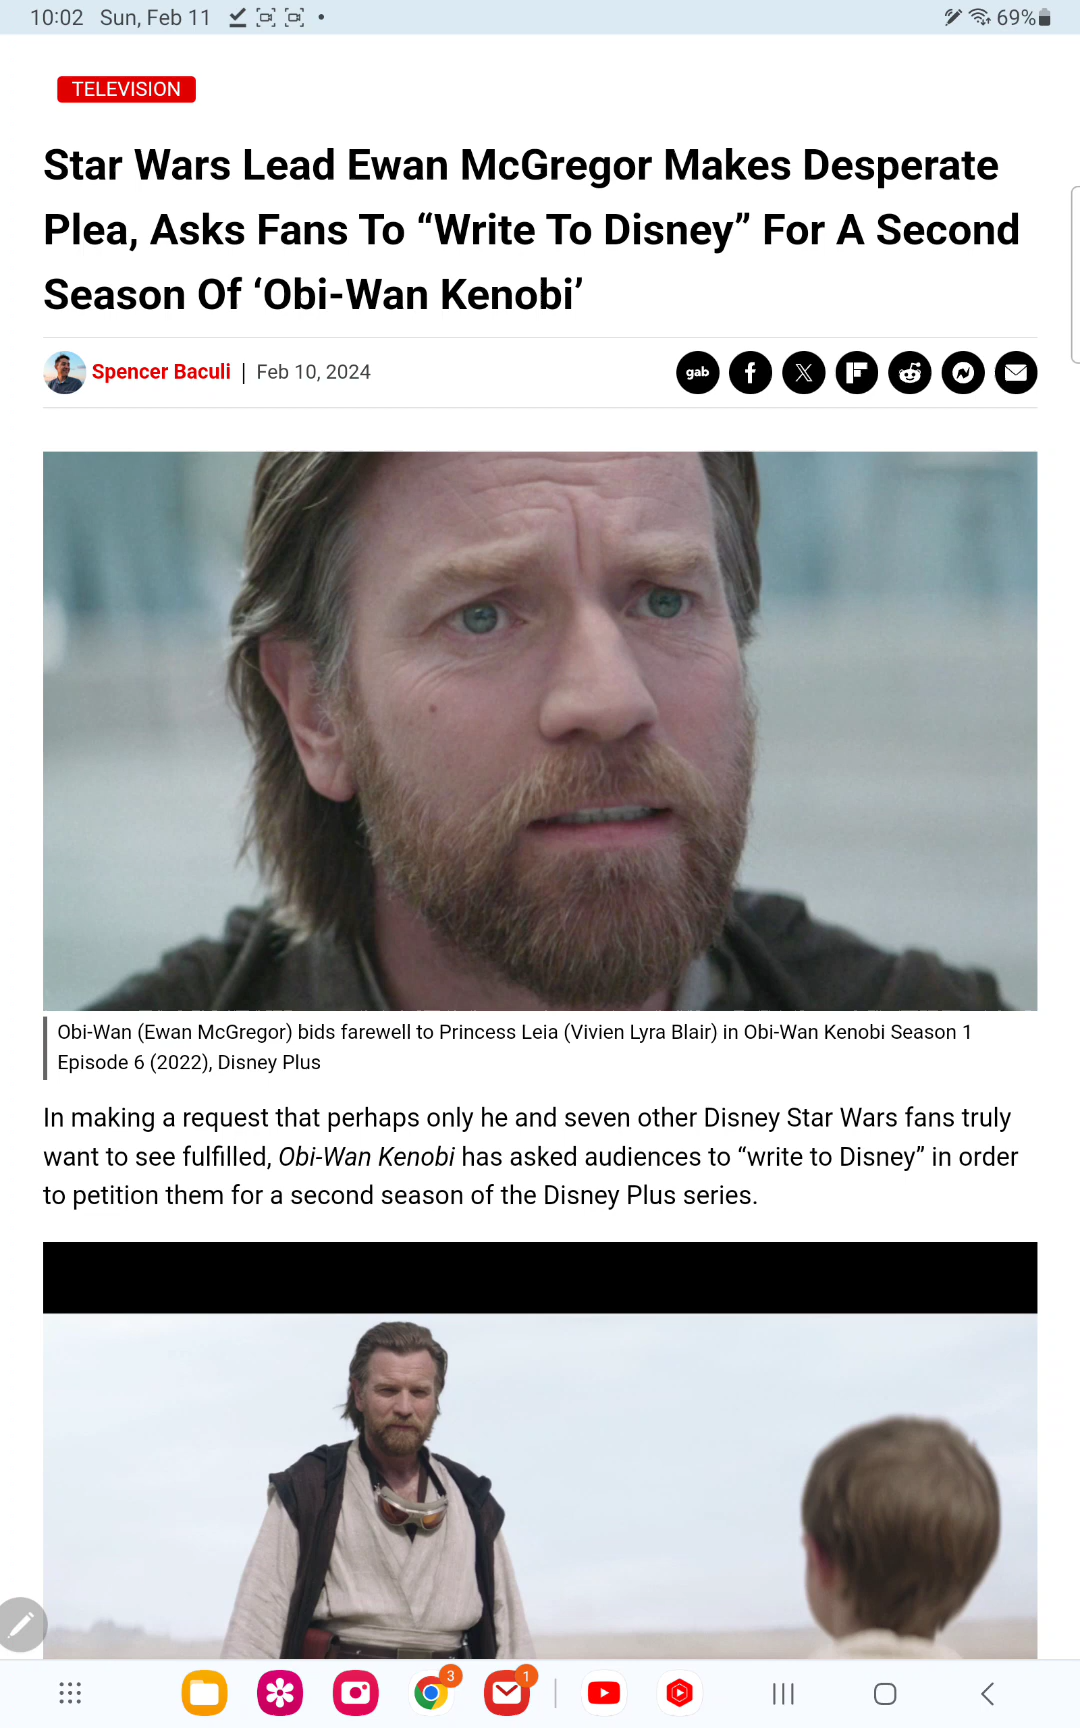 10:02 Sun, Feb 11
69%
TELEVISION
Star Wars Lead Ewan McGregor Makes Desperate
Plea, Asks Fans To “Write To Disney” For A Second
Season Of ‘Obi-Wan Kenobi’
Spencer Baculi | Feb 10, 2024
gab
Obi-Wan (Ewan McGregor) bids farewell to Princess Leia (Vivien Lyra Blair) in Obi-Wan Kenobi Season 1
Episode 6 (2022), Disney Plus
In making a request that perhaps only he and seven other Disney Star Wars fans truly
want to see fulfilled, Obi-Wan Kenobi has asked audiences to “write to Disney” in order
to petition them for a second season of the Disney Plus series.
3
1